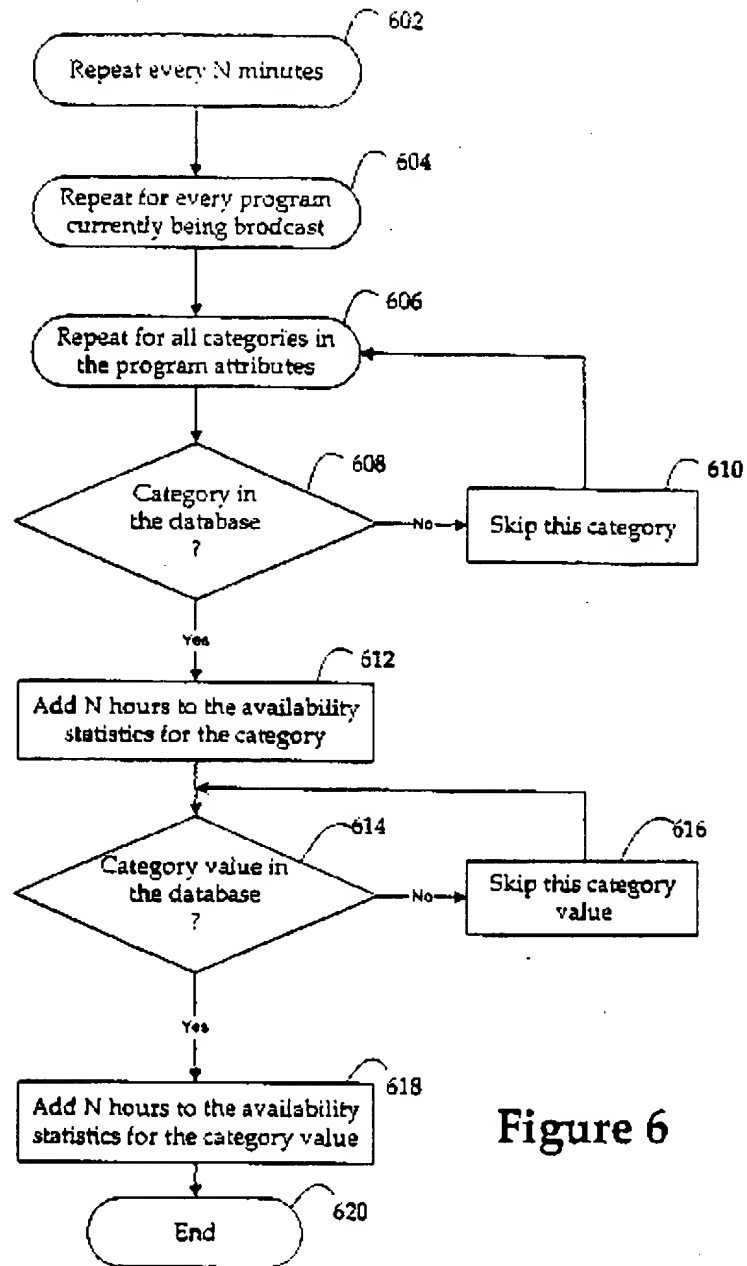 602
Repeat every N minutes
604
Repeat for every program
currently being brodcast
606
Repeat for all categories in
the program attributes
608
Category in
the database
?
No
610
Skip this category
Yes
612
Add N hours to the availability
statistics for the category
614
Category value in
the database
?
No
616
Skip this category
value
Yes
618
Add N hours to the availability
statistics for the category value
620
End
Figure 6